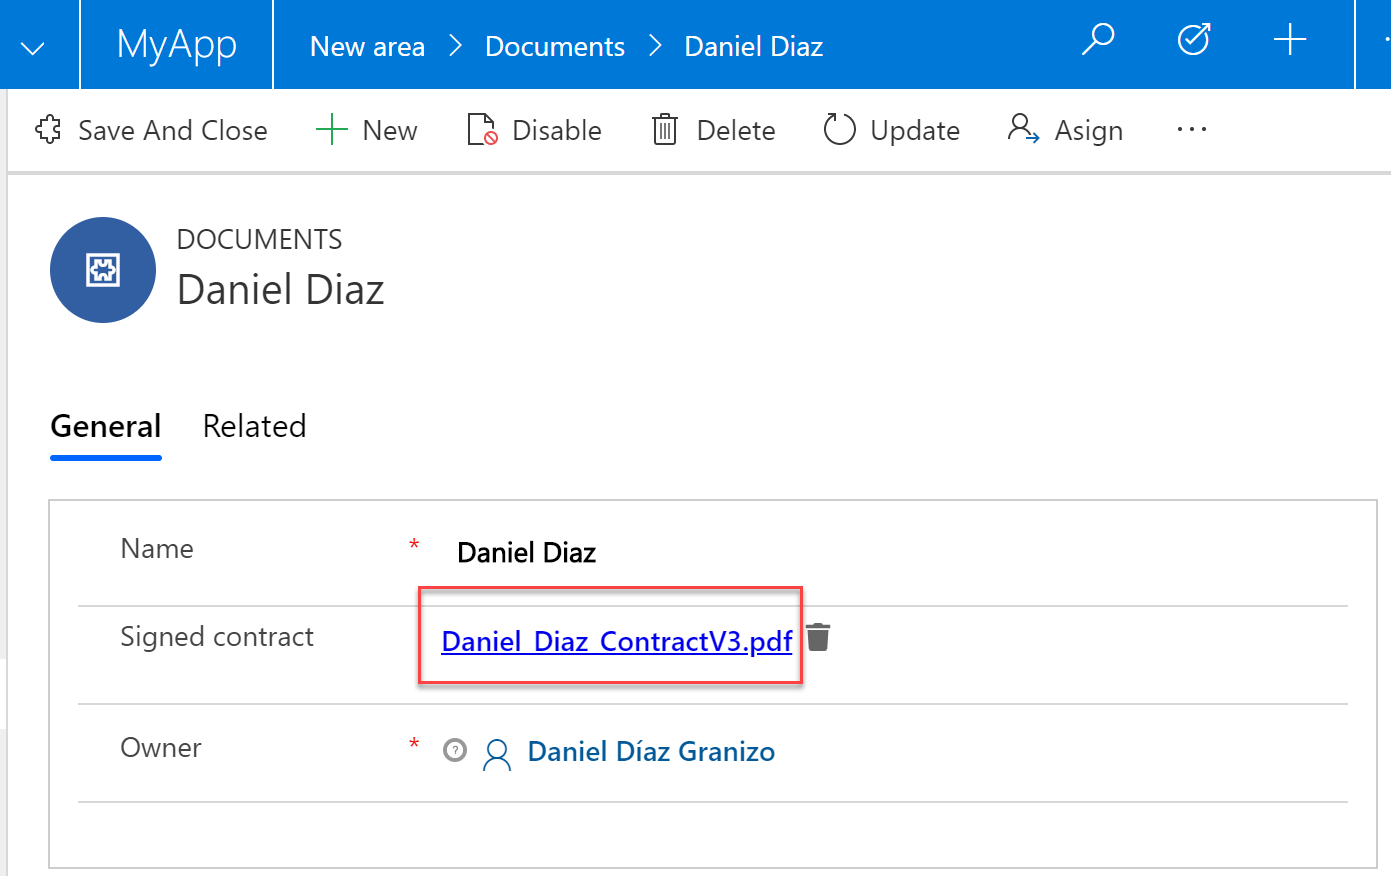 MyApp New area > Documents > Daniel Diaz
Save And Close New Disable Delete Update Asign ...
DOCUMENTS
Daniel Diaz
General Related
Name * Daniel Diaz
Signed contract Daniel_Diaz_ContractV3.pdf
Owner * ? Daniel Díaz Granizo